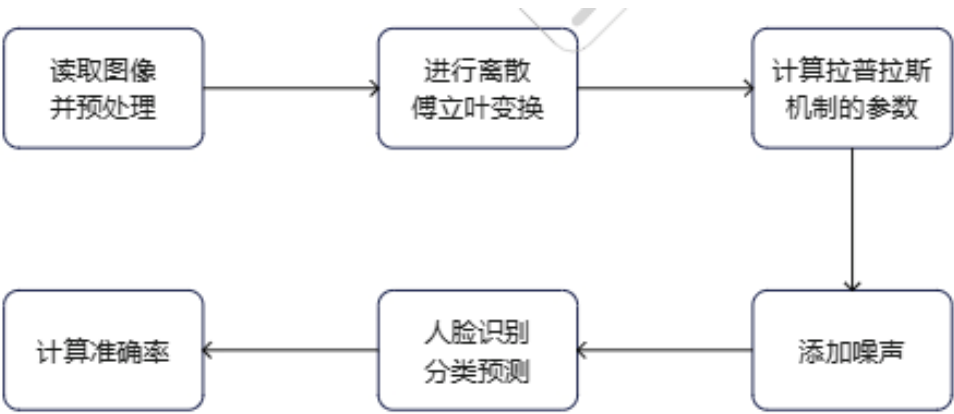 读取图像
并预处理
进行离散
傅立叶变换
计算拉普拉斯
机制的参数
添加噪声
人脸识别
分类预测
计算准确率